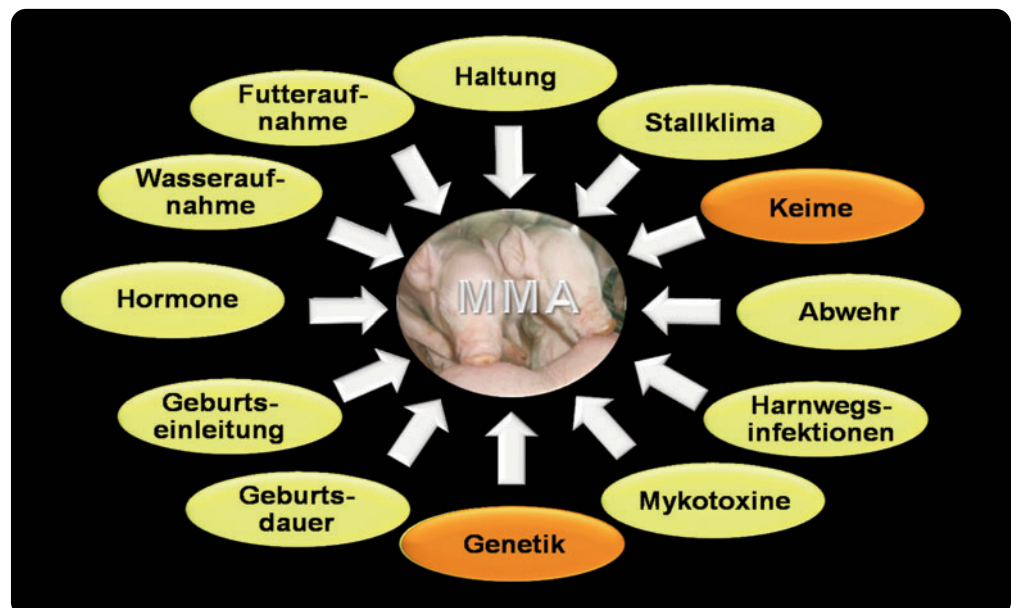 Haltung
Stallklima
Keime
Abwehr
Harnwegs-
infektionen
Mykotoxine
Genetik
Geburts-
dauer
Geburts-
einleitung
Hormone
Wasserauf-
nahme
Futterauf-
nahme
MMA